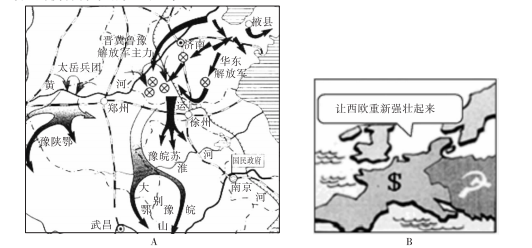 掖县
晋冀鲁豫
解放军主力
济南
华东
解放军
太岳兵团
黄
河
郑州
运
徐州
豫陕鄂
豫皖苏
淮
河
国民政府
南京
大
别
山
鄂
豫
皖
河
武昌
A
让西欧重新强壮起来
$
B